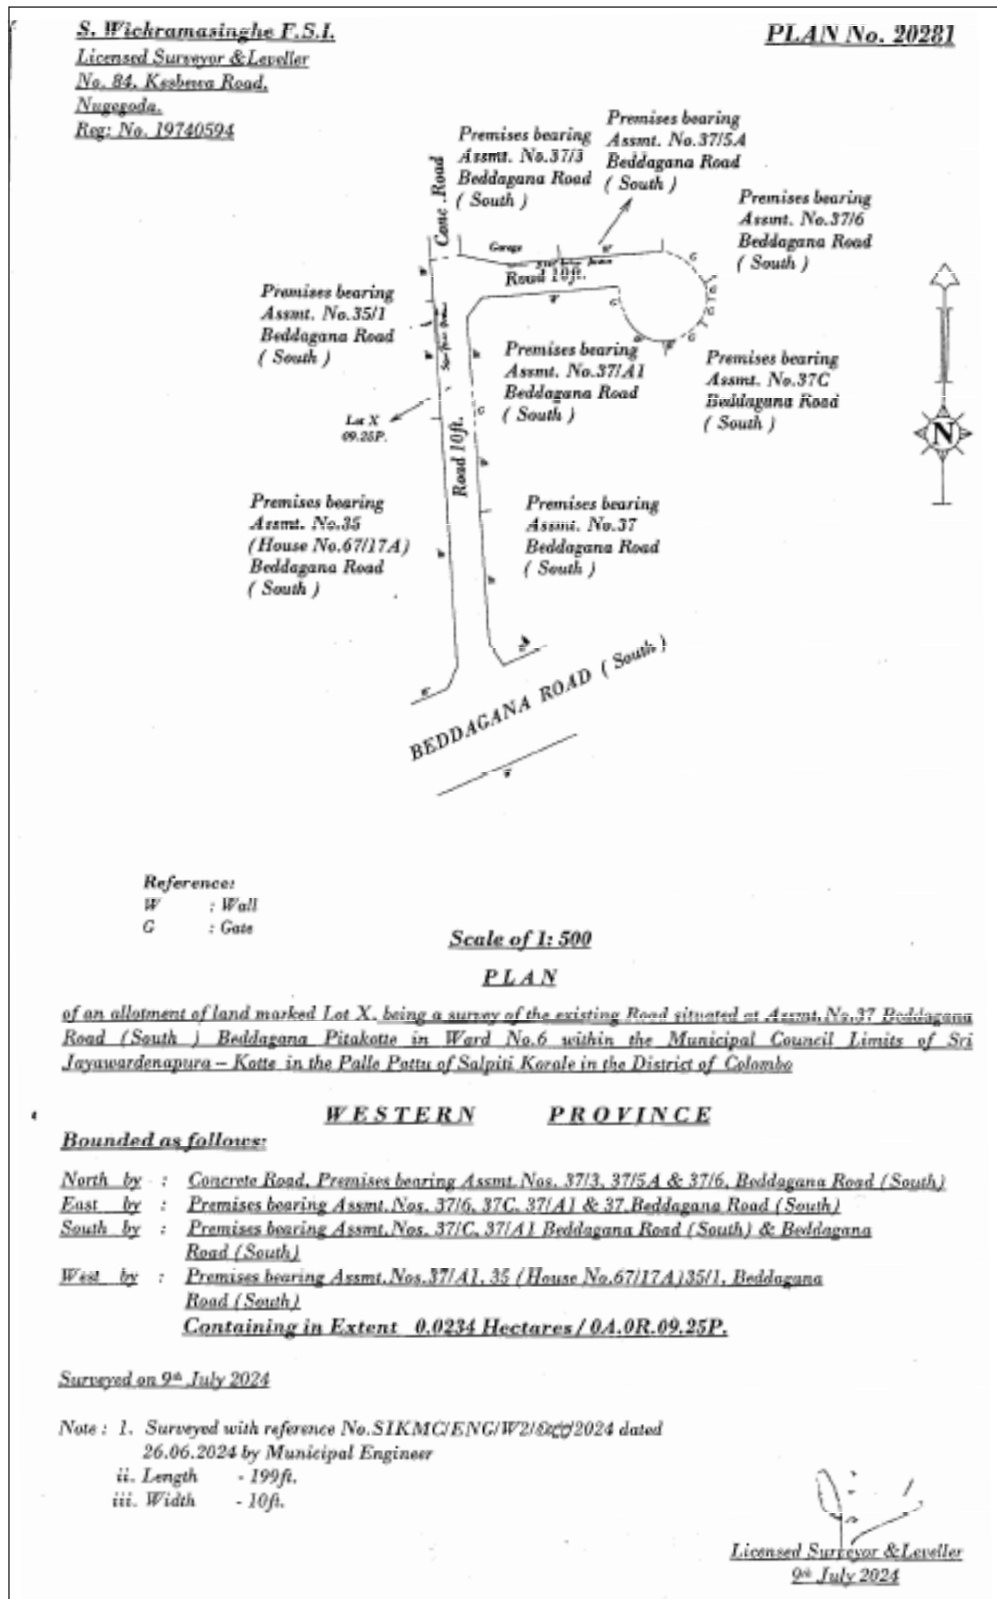 S. Wickramasinghe F.S.I.
Licensed Surveyor &Leveller
No. 84, Kesbewa Road,
Nugegoda.
Reg: No. 19740594
PLAN No. 20281
Premises bearing
Assmt. No.37/3
Beddagana Road
( South )
Premises bearing
Assmt. No.37/5A
Beddagana Road
( South )
Premises bearing
Assmt. No.37/6
Beddagana Road
( South )
Conc .Road
Garage
Road 10ft.
Premises bearing
Assmt. No.35/1
Beddagana Road
( South )
Premises bearing
Assmt. No.37/A1
Beddagana Road
( South )
Premises bearing
Assmt. No.37C
Beddagana Road
( South )
N
Lot X
09.25P.
Road 10ft.
Premises bearing
Assmt. No.35
(House No.67/17A)
Beddagana Road
( South )
Premises bearing
Assmt. No.37
Beddagana Road
( South )
BEDDAGANA ROAD ( South )
Reference:
W : Wall
G : Gate
Scale of 1: 500
PLAN
of an allotment of land marked Lot X, being a survey of the existing Road situated at Assmt.No.37 Beddagana
Road (South ) Beddagana Pitakotte in Ward No.6 within the Municipal Council Limits of Sri
Jayawardenapura – Kotte in the Palle Pattu of Salpiti Korale in the District of Colombo
WESTERN PROVINCE
Bounded as follows:
North by : Concrete Road, Premises bearing Assmt.Nos. 37/3, 37/5A & 37/6, Beddagana Road (South)
East by : Premises bearing Assmt.Nos. 37/6, 37C, 37/A1 & 37,Beddagana Road (South)
South by : Premises bearing Assmt.Nos. 37/C, 37/A1 Beddagana Road (South) & Beddagana
Road (South)
West by : Premises bearing Assmt.Nos.37/A1, 35 (House No.67/17A)35/1, Beddagana
Road (South)
Containing in Extent 0.0234 Hectares / 0A.0R.09.25P.
Surveyed on 9th July 2024
Note : 1. Surveyed with reference No.SIKMC/ENG/W2/ /2024 dated
26.06.2024 by Municipal Engineer
ii. Length - 199ft.
iii. Width - 10ft.
Licensed Surveyor &Leveller
9th July 2024